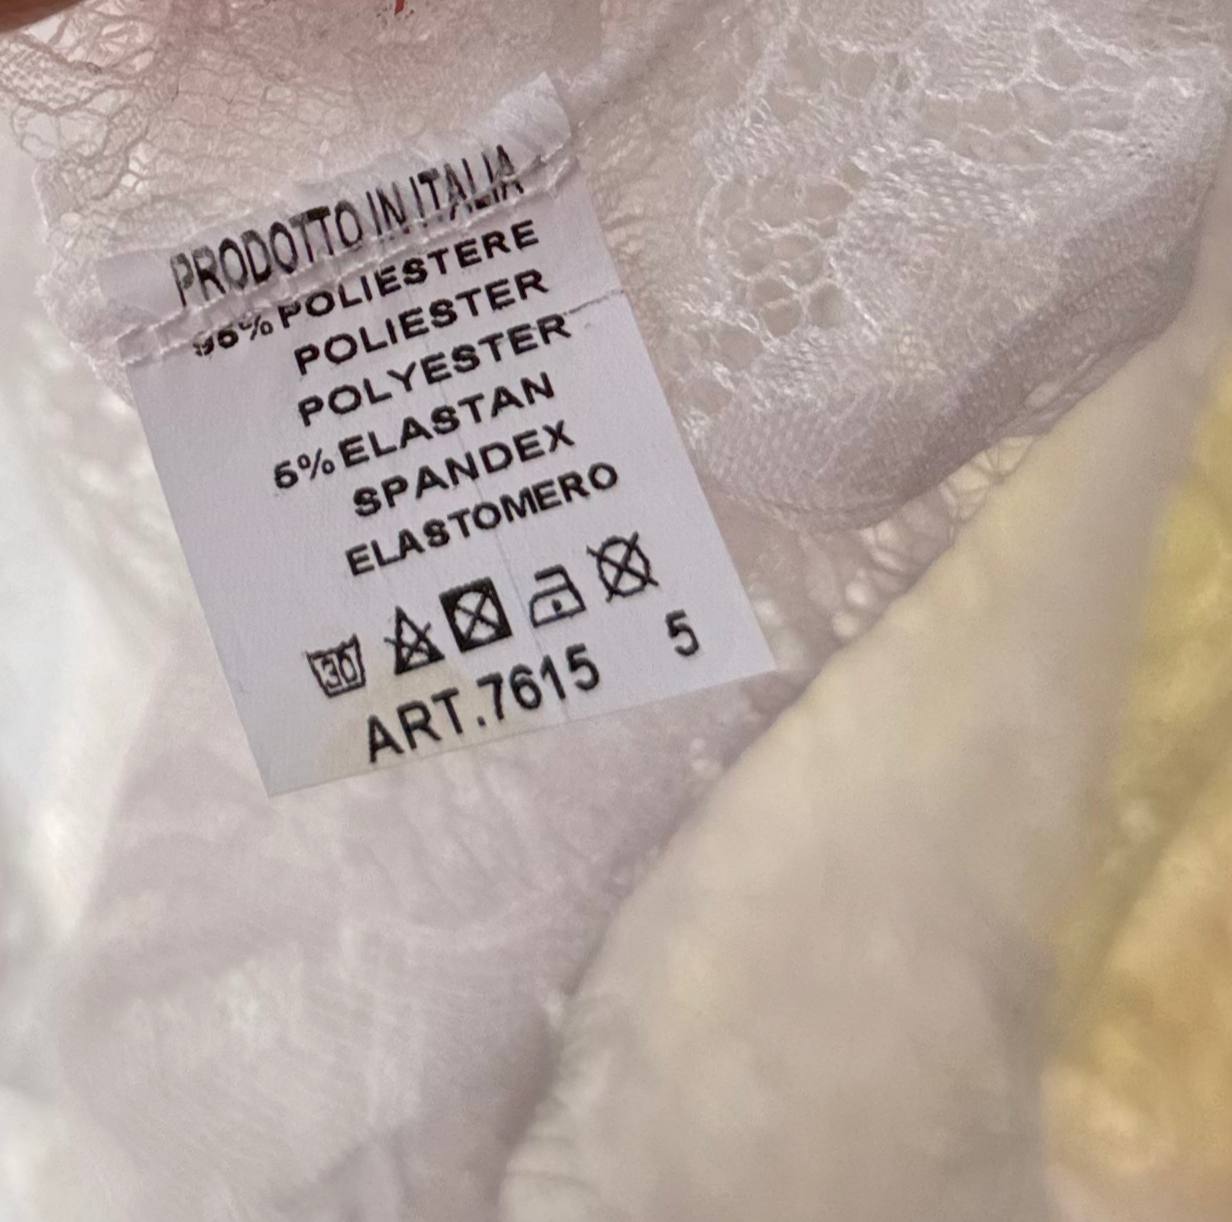 PRODOTTO IN ITALIA
95% POLIESTERE
POLIESTER
POLYESTER
5% ELASTAN
SPANDEX
ELASTOMERO
30
ART.7615 5